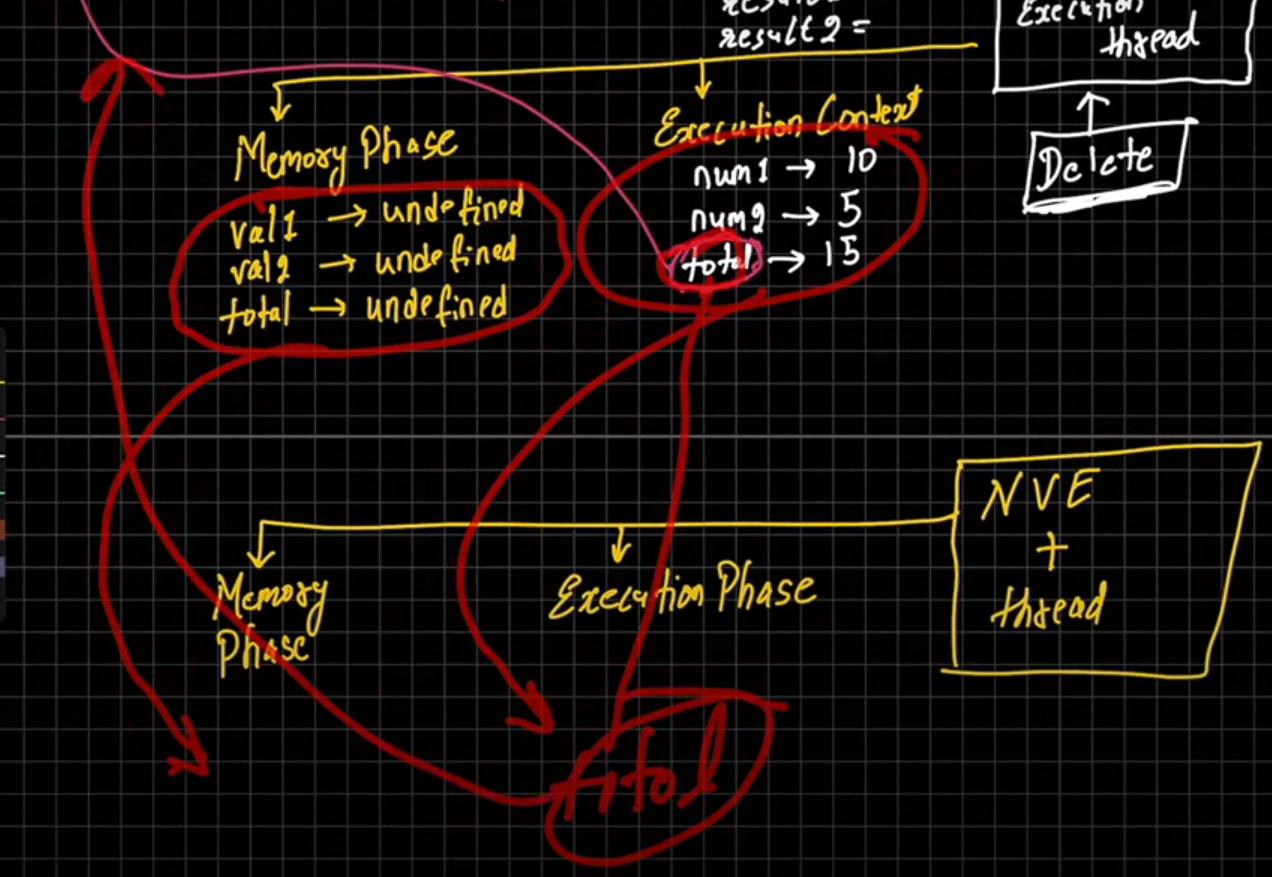 result2 =
Execution
thread
Delete
Memory Phase
val1 → undefined
val2 → undefined
total → undefined
Execution Context
num1 → 10
num2 → 5
total → 15
NVE
+
thread
Memory
Phase
Execution Phase
total